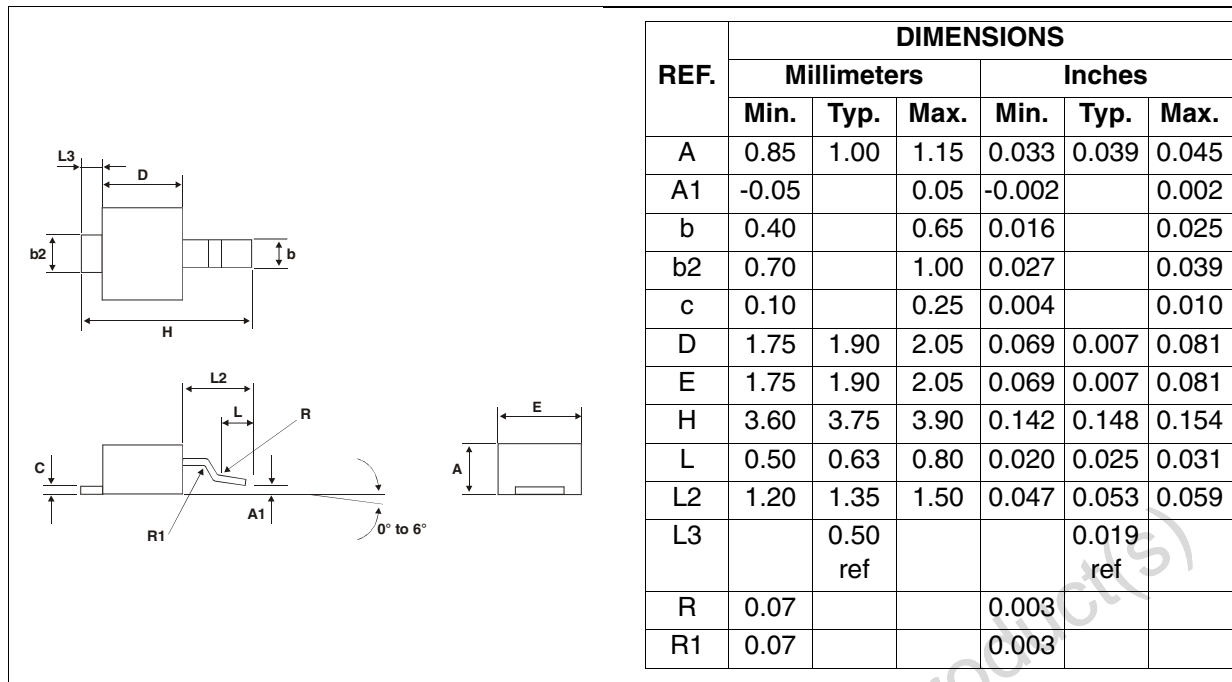 L3
D
b2
b
H
L2
L
R
C
A1
R1
0° to 6°
E
A
REF. DIMENSIONS
Millimeters Inches
Min. Typ. Max. Min. Typ. Max.
A 0.85 1.00 1.15 0.033 0.039 0.045
A1 -0.05 0.05 -0.002 0.002
b 0.40 0.65 0.016 0.025
b2 0.70 1.00 0.027 0.039
c 0.10 0.25 0.004 0.010
D 1.75 1.90 2.05 0.069 0.007 0.081
E 1.75 1.90 2.05 0.069 0.007 0.081
H 3.60 3.75 3.90 0.142 0.148 0.154
L 0.50 0.63 0.80 0.020 0.025 0.031
L2 1.20 1.35 1.50 0.047 0.053 0.059
L3 0.50 0.019
ref ref
R 0.07 0.003
R1 0.07 0.003